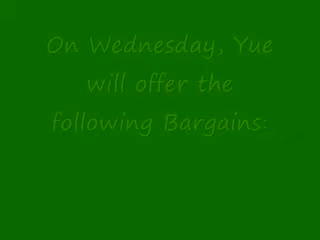 On Wednesday, Yue
will offer the
following Bargains: